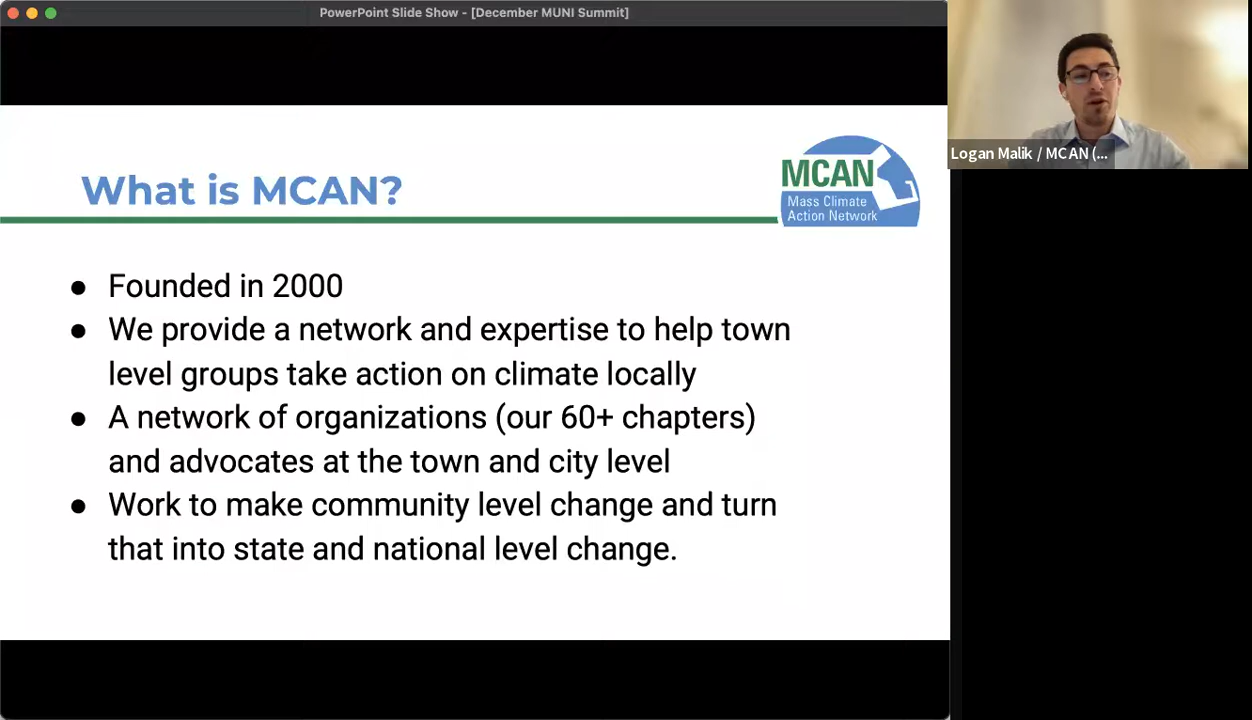 PowerPoint Slide Show - [December MUNI Summit]
What is MCAN?
MCAN
Mass Climate
Action Network
● Founded in 2000
● We provide a network and expertise to help town
level groups take action on climate locally
● A network of organizations (our 60+ chapters)
and advocates at the town and city level
● Work to make community level change and turn
that into state and national level change.
Logan Malik / MCAN (...